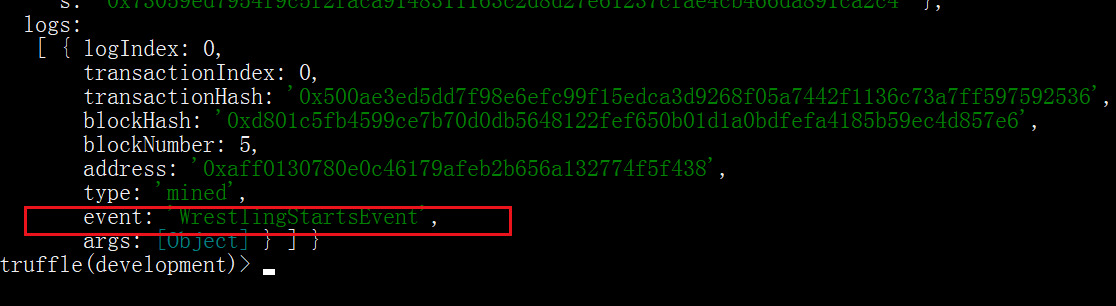 logs:
[ { logIndex: 0,
transactionIndex: 0,
transactionHash: '0x500ae3ed5dd7f98e6efc99f15edca3d9268f05a7442f1136c73a7ff597592536',
blockHash: '0xd801c5fb4599ce7b70d0db5648122fef650b01d1a0bdfefa4185b59ec4d857e6',
blockNumber: 5,
address: '0xaff0130780e0c46179afeb2b656a132774f5f438',
type: 'mined',
event: 'WrestlingStartsEvent',
args: [Object] } ] }
truffle(development)>